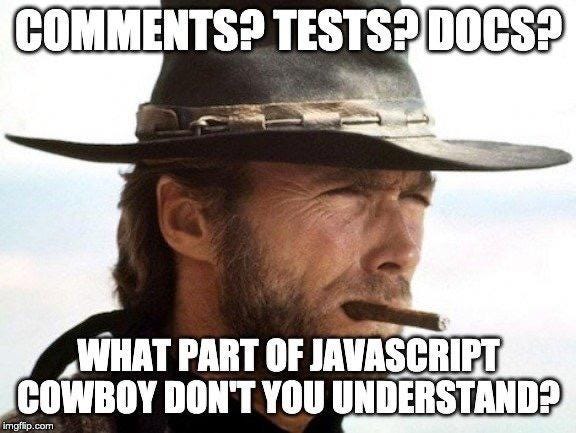 COMMENTS? TESTS? DOCS?
WHAT PART OF JAVASCRIPT
COWBOY DON'T YOU UNDERSTAND?
imgflip.com